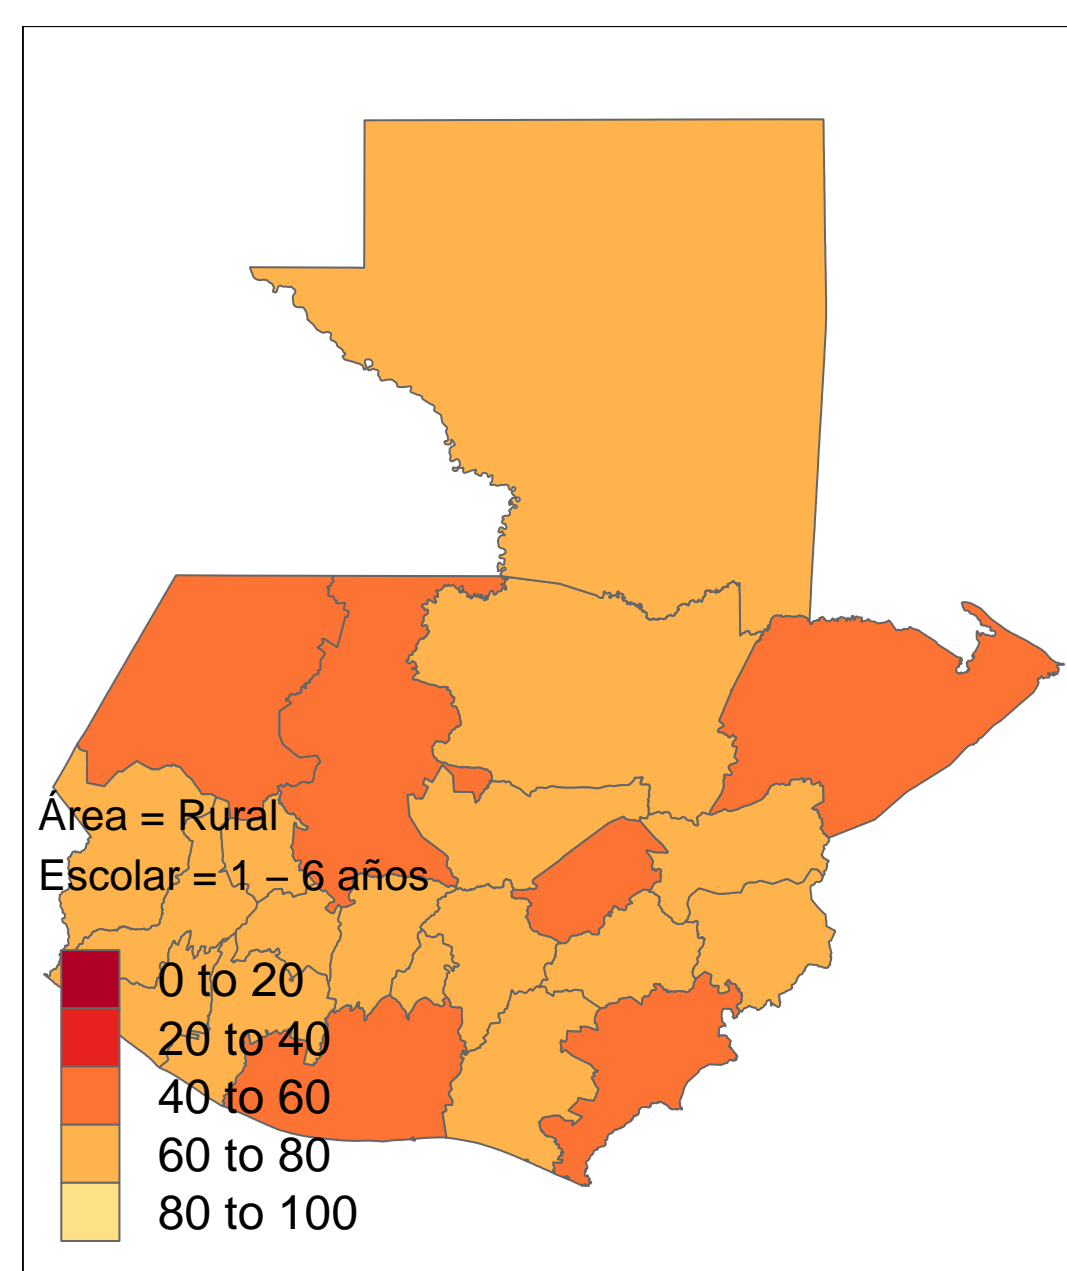 Área = Rural
Escolar = 1 – 6 años
0 to 20
20 to 40
40 to 60
60 to 80
80 to 100